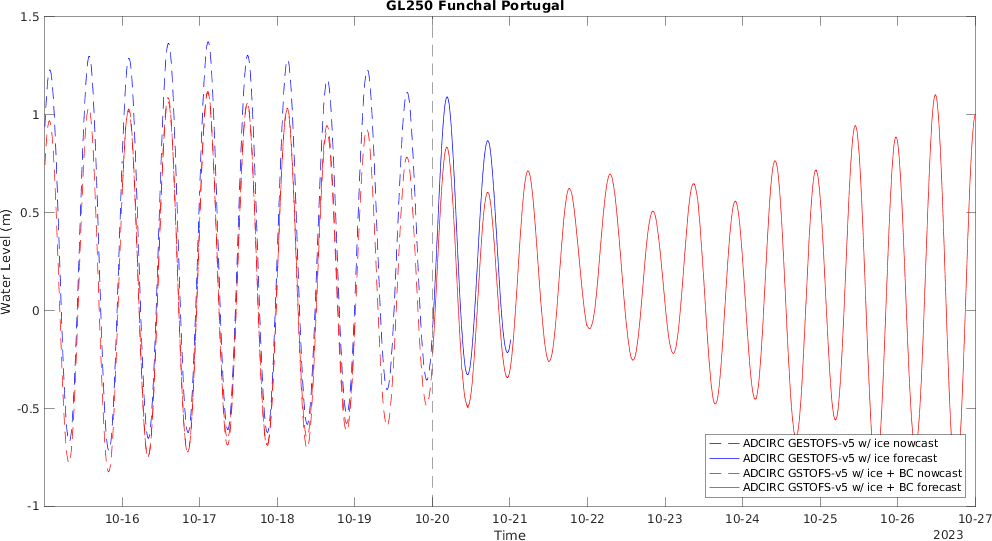 GL250 Funchal Portugal
1.5
1
0.5
0
-0.5
-1
Water Level (m)
ADCIRC GESTOFS-v5 w/ ice nowcast
ADCIRC GESTOFS-v5 w/ ice forecast
ADCIRC GSTOFS-v5 w/ ice + BC nowcast
ADCIRC GSTOFS-v5 w/ ice + BC forecast
10-16 10-17 10-18 10-19 10-20 10-21 10-22 10-23 10-24 10-25 10-26 10-27
Time
2023